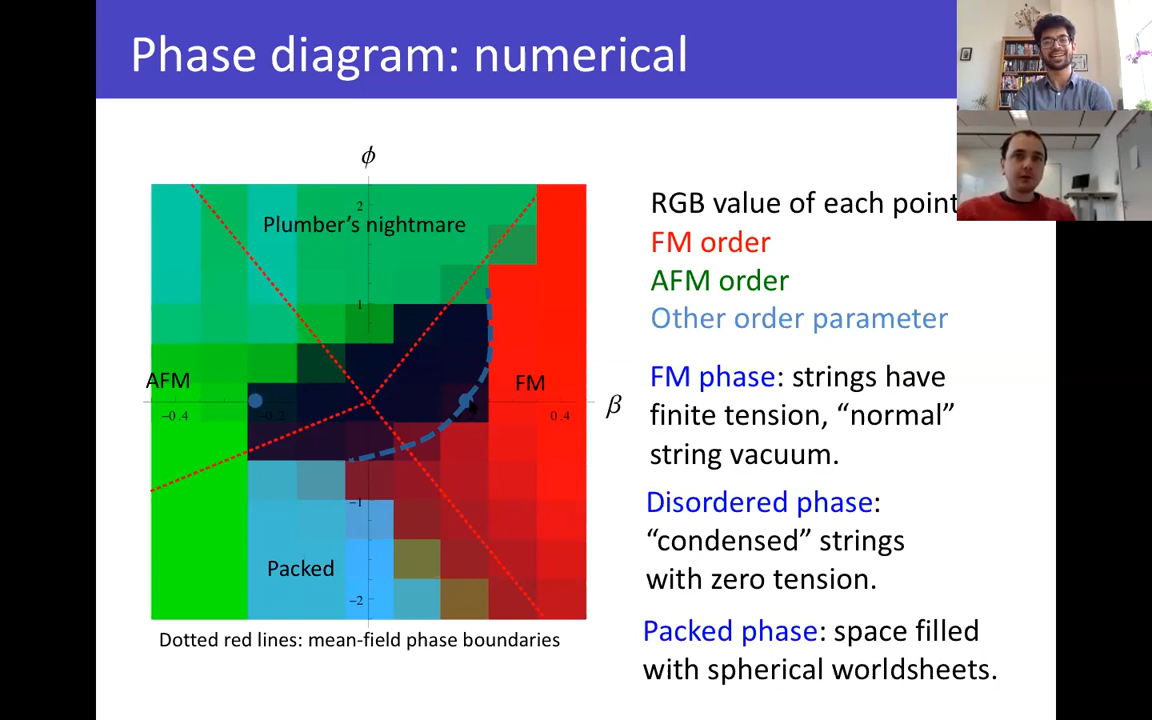 Phase diagram: numerical
ϕ
2
Plumber's nightmare
1
AFM
FM
β
-0.4
-0.2
0.4
-1
Packed
-2
Dotted red lines: mean-field phase boundaries
RGB value of each point
FM order
AFM order
Other order parameter
FM phase: strings have
finite tension, “normal”
string vacuum.
Disordered phase:
“condensed” strings
with zero tension.
Packed phase: space filled
with spherical worldsheets.